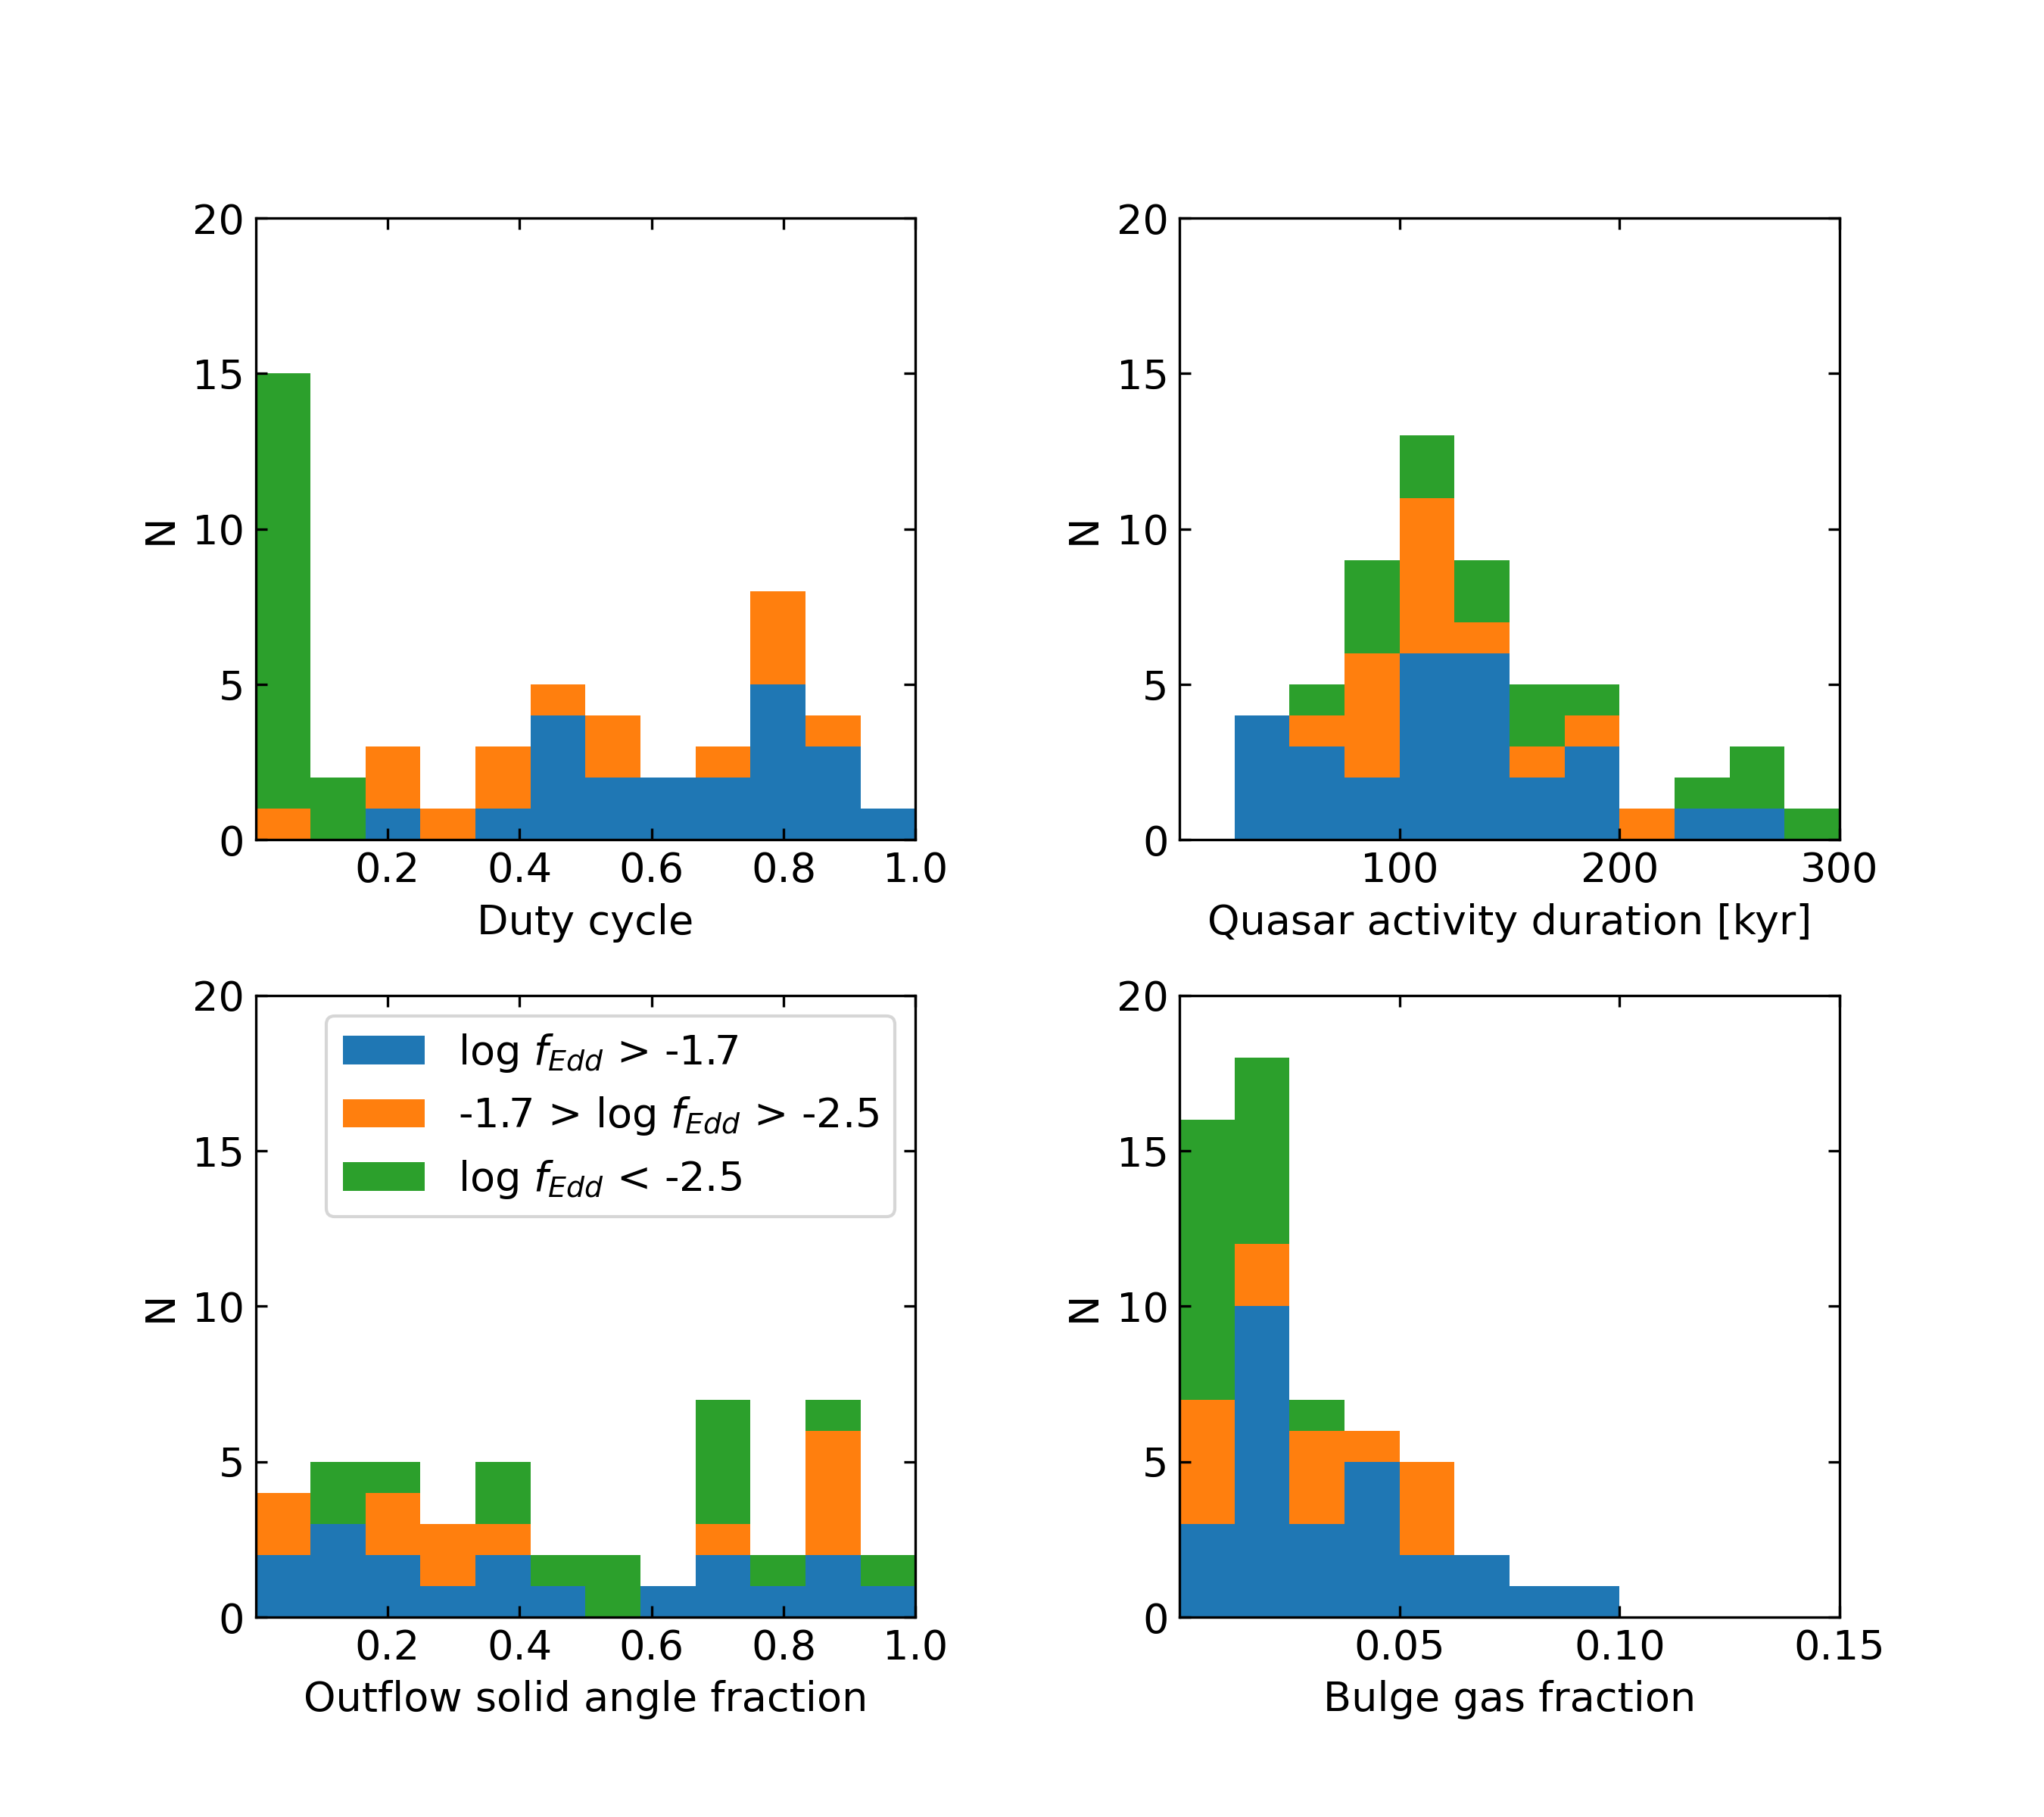 20
15
N 10
5
0
0.2 0.4 0.6 0.8 1.0
Duty cycle
20
15
N 10
5
0
100 200 300
Quasar activity duration [kyr]
20
15
N 10
5
0
log f_Edd > -1.7
-1.7 > log f_Edd > -2.5
log f_Edd < -2.5
0.2 0.4 0.6 0.8 1.0
Outflow solid angle fraction
20
15
N 10
5
0
0.05 0.10 0.15
Bulge gas fraction